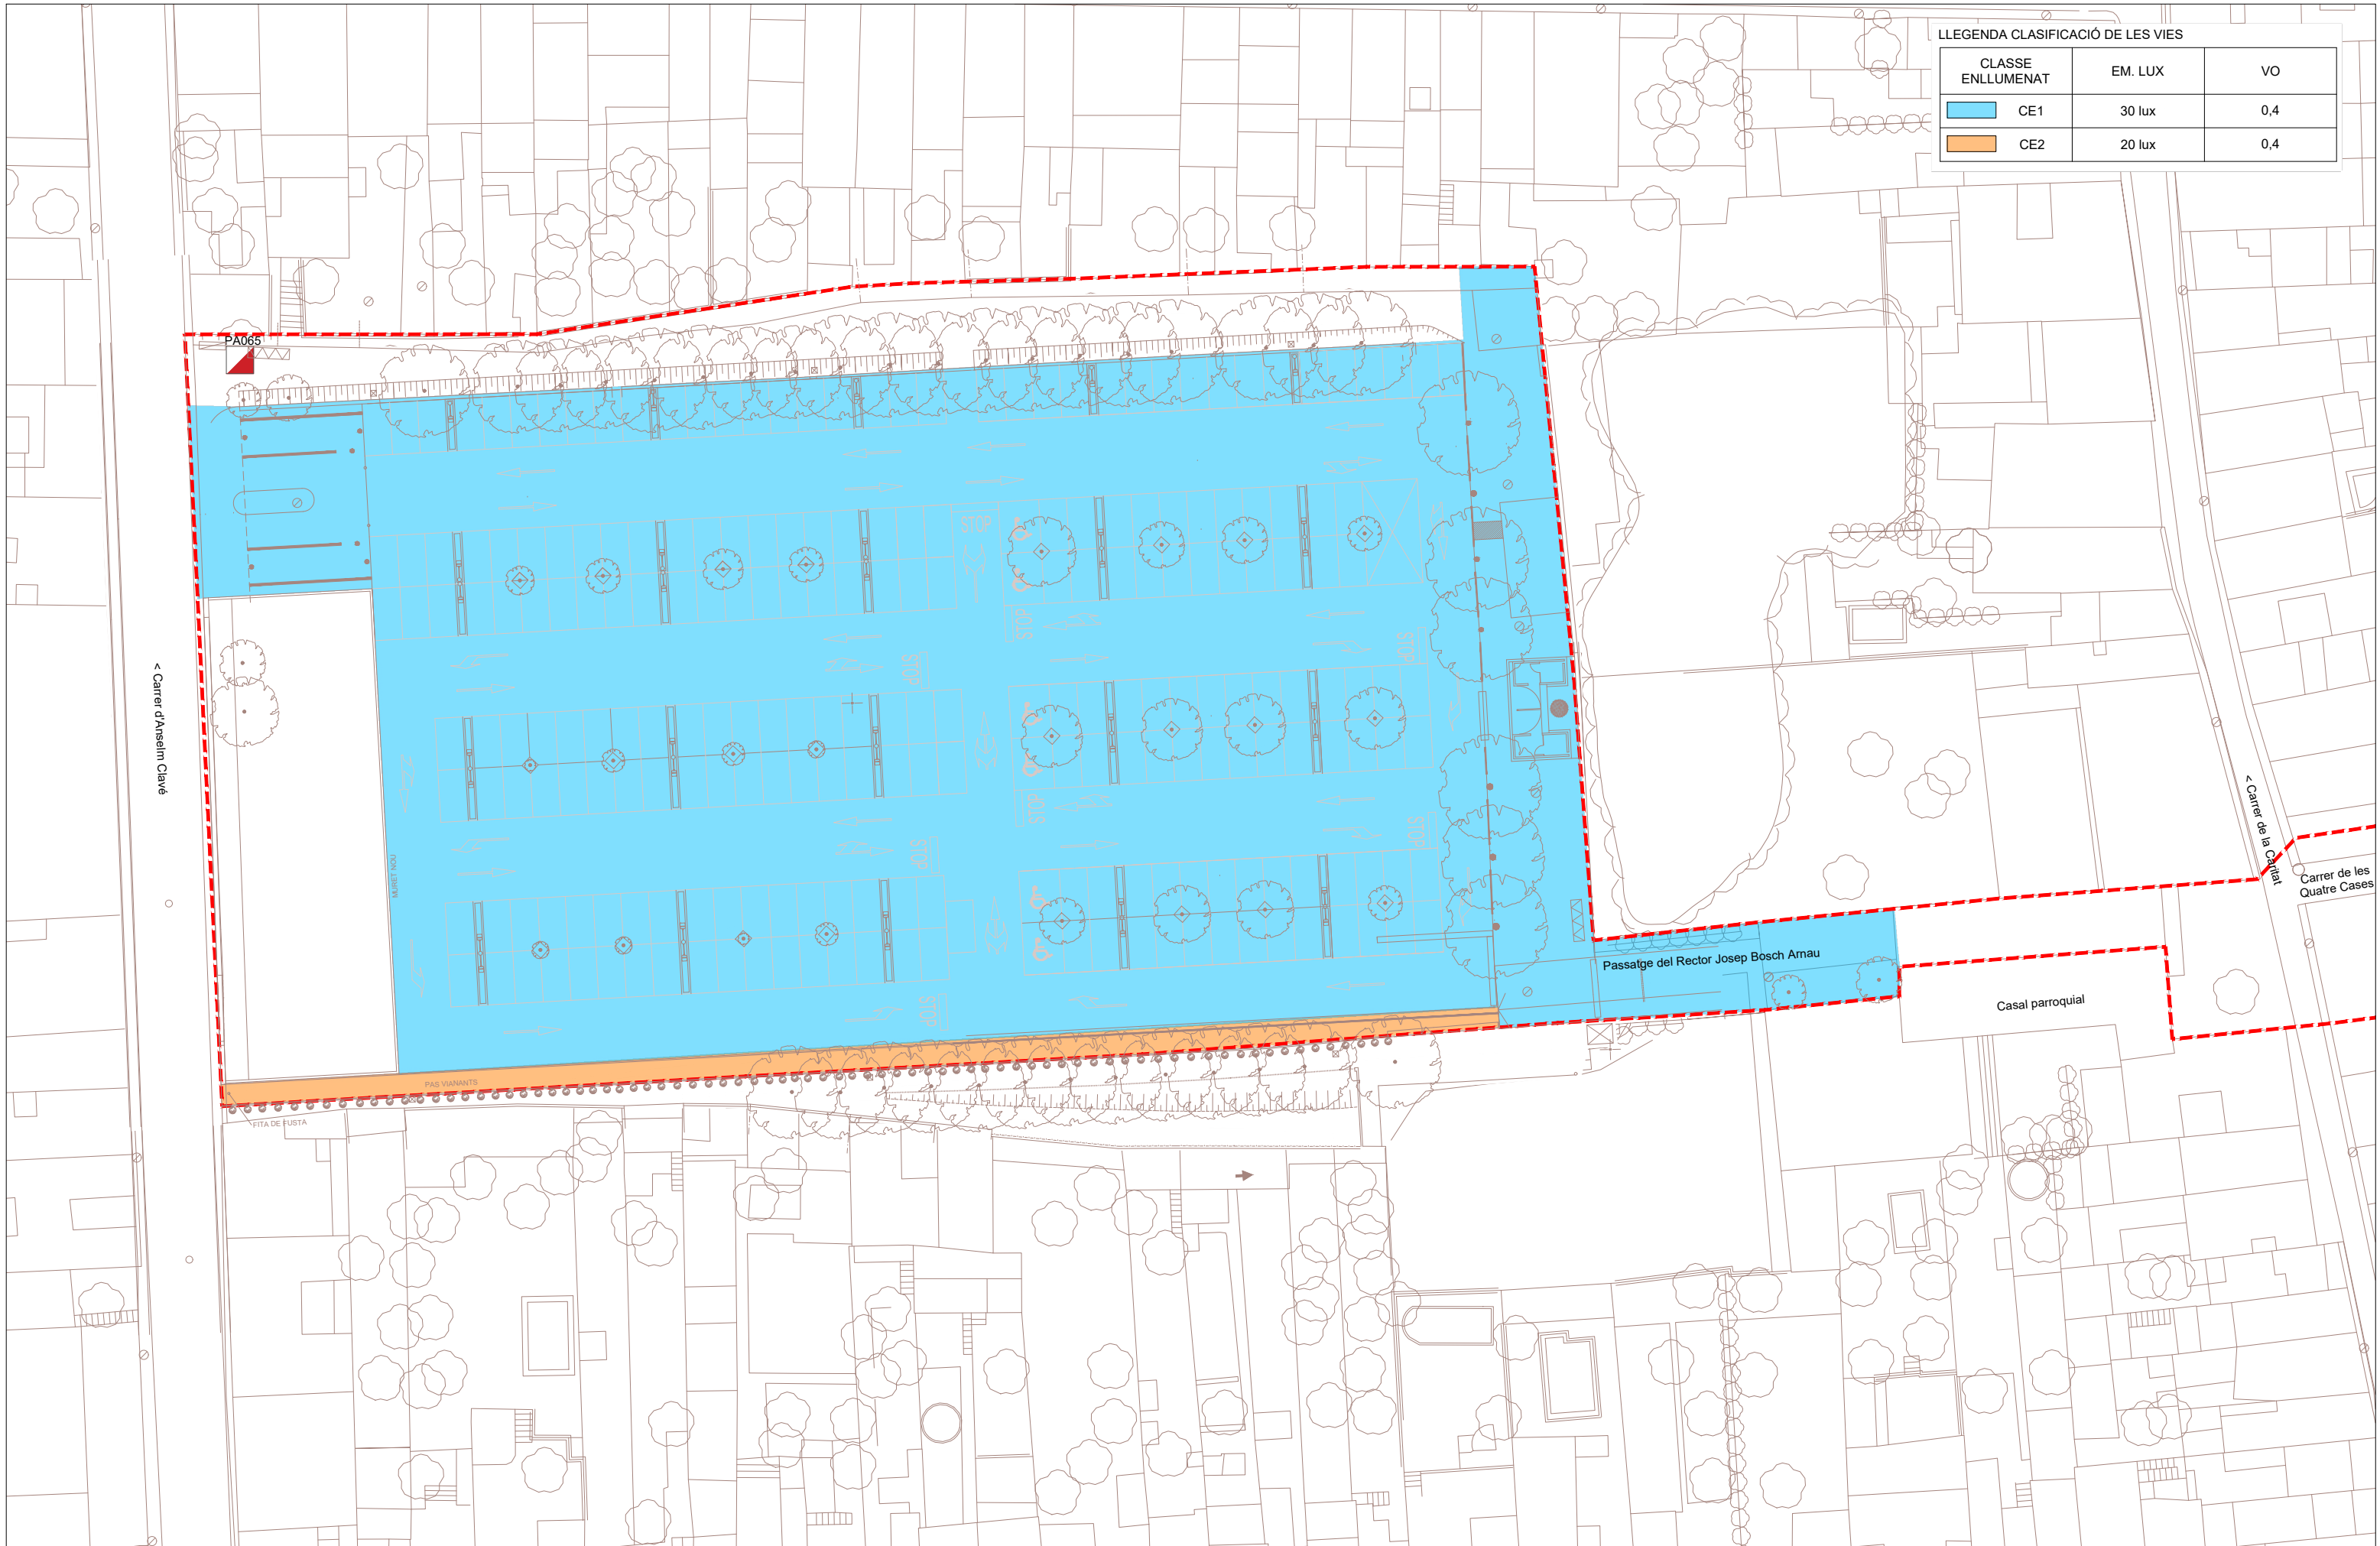 LLEGENDA CLASIFICACIÓ DE LES VIES
CLASSE
ENLLUMENAT
EM. LUX
VO
CE1
30 lux
0,4
CE2
20 lux
0,4
PA065
STOP
STOP
STOP
STOP
< Carrer d'Anselm Clavé
STOP
STOP
STOP
< Carrer de la Caritat
MURET NOU
Carrer de les
Quatre Cases
Passatge del Rector Josep Bosch Arnau
Casal parroquial
STOP
PAS VIANANTS
FITA DE FUSTA